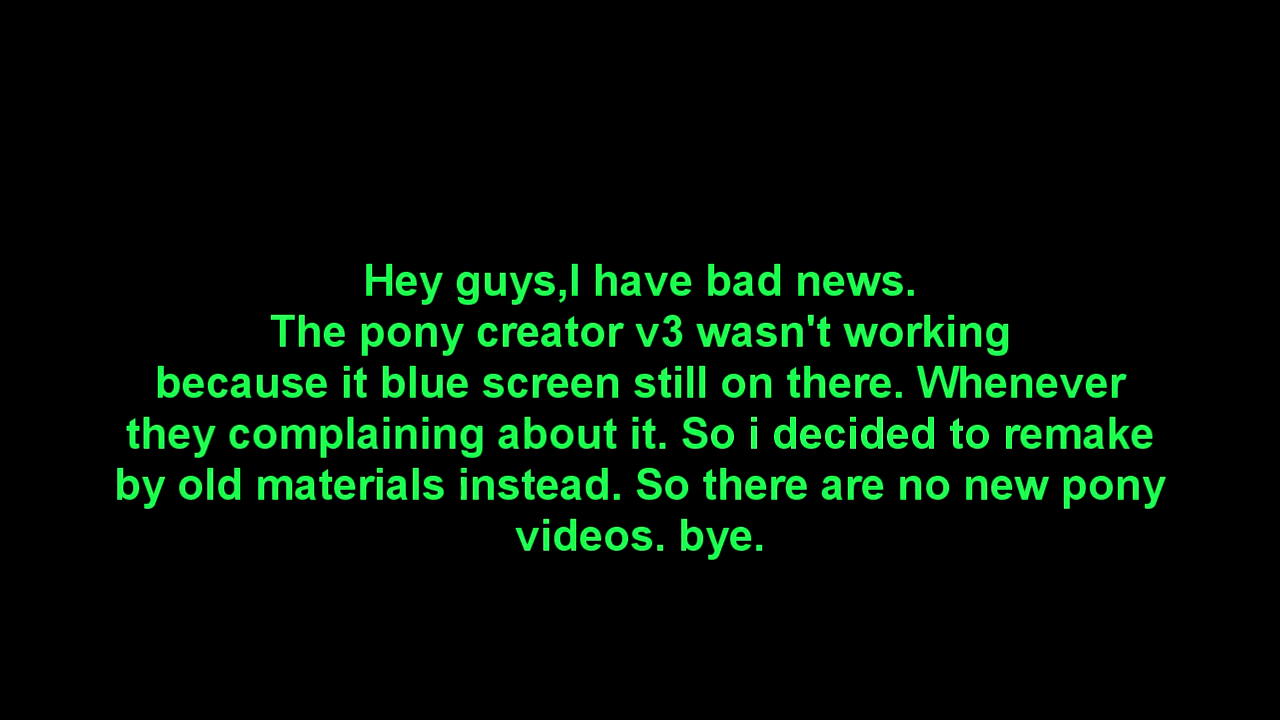 Hey guys,I have bad news.
The pony creator v3 wasn't working
because it blue screen still on there. Whenever
they complaining about it. So i decided to remake
by old materials instead. So there are no new pony
videos. bye.